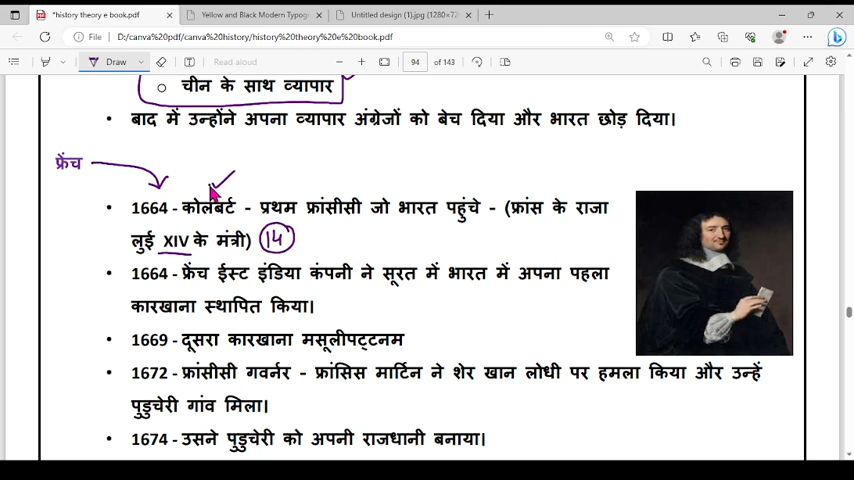 *history theory e book.pdf
Yellow and Black Modern Typogr
Untitled design (1).jpg (1280×72
File
D:/canva%20pdf/canva%20history/history%20theory%20e%20book.pdf
Draw
94 of 143
चीन के साथ व्यापार
बाद में उन्होंने अपना व्यापार अंग्रेजों को बेच दिया और भारत छोड़ दिया।
फ्रेंच
1664 - कोलबर्ट - प्रथम फ्रांसीसी जो भारत पहुंचे - (फ्रांस के राजा
लुई XIV के मंत्री) 14
1664 - फ्रेंच ईस्ट इंडिया कंपनी ने सूरत में भारत में अपना पहला
कारखाना स्थापित किया।
1669 - दूसरा कारखाना मसूलीपट्टनम
1672 - फ्रांसीसी गवर्नर - फ्रांसिस मार्टिन ने शेर खान लोधी पर हमला किया और उन्हें
पुडुचेरी गांव मिला।
1674 - उसने पुडुचेरी को अपनी राजधानी बनाया।